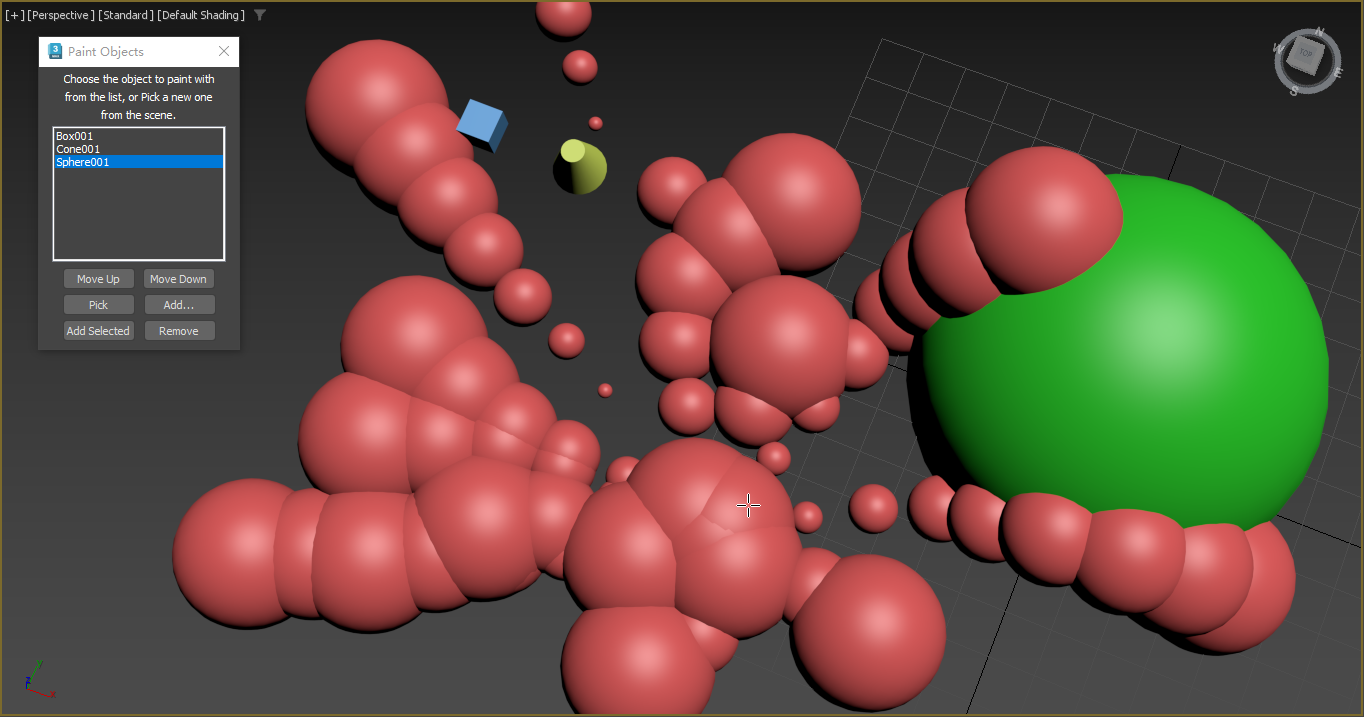 [+] [Perspective ] [Standard ] [Default Shading ]
3
Paint Objects
Choose the object to paint with
from the list, or Pick a new one
from the scene.
Box001
Cone001
Sphere001
Move Up
Move Down
Pick
Add...
Add Selected
Remove
N
W
TOP
E
S
y
z
x